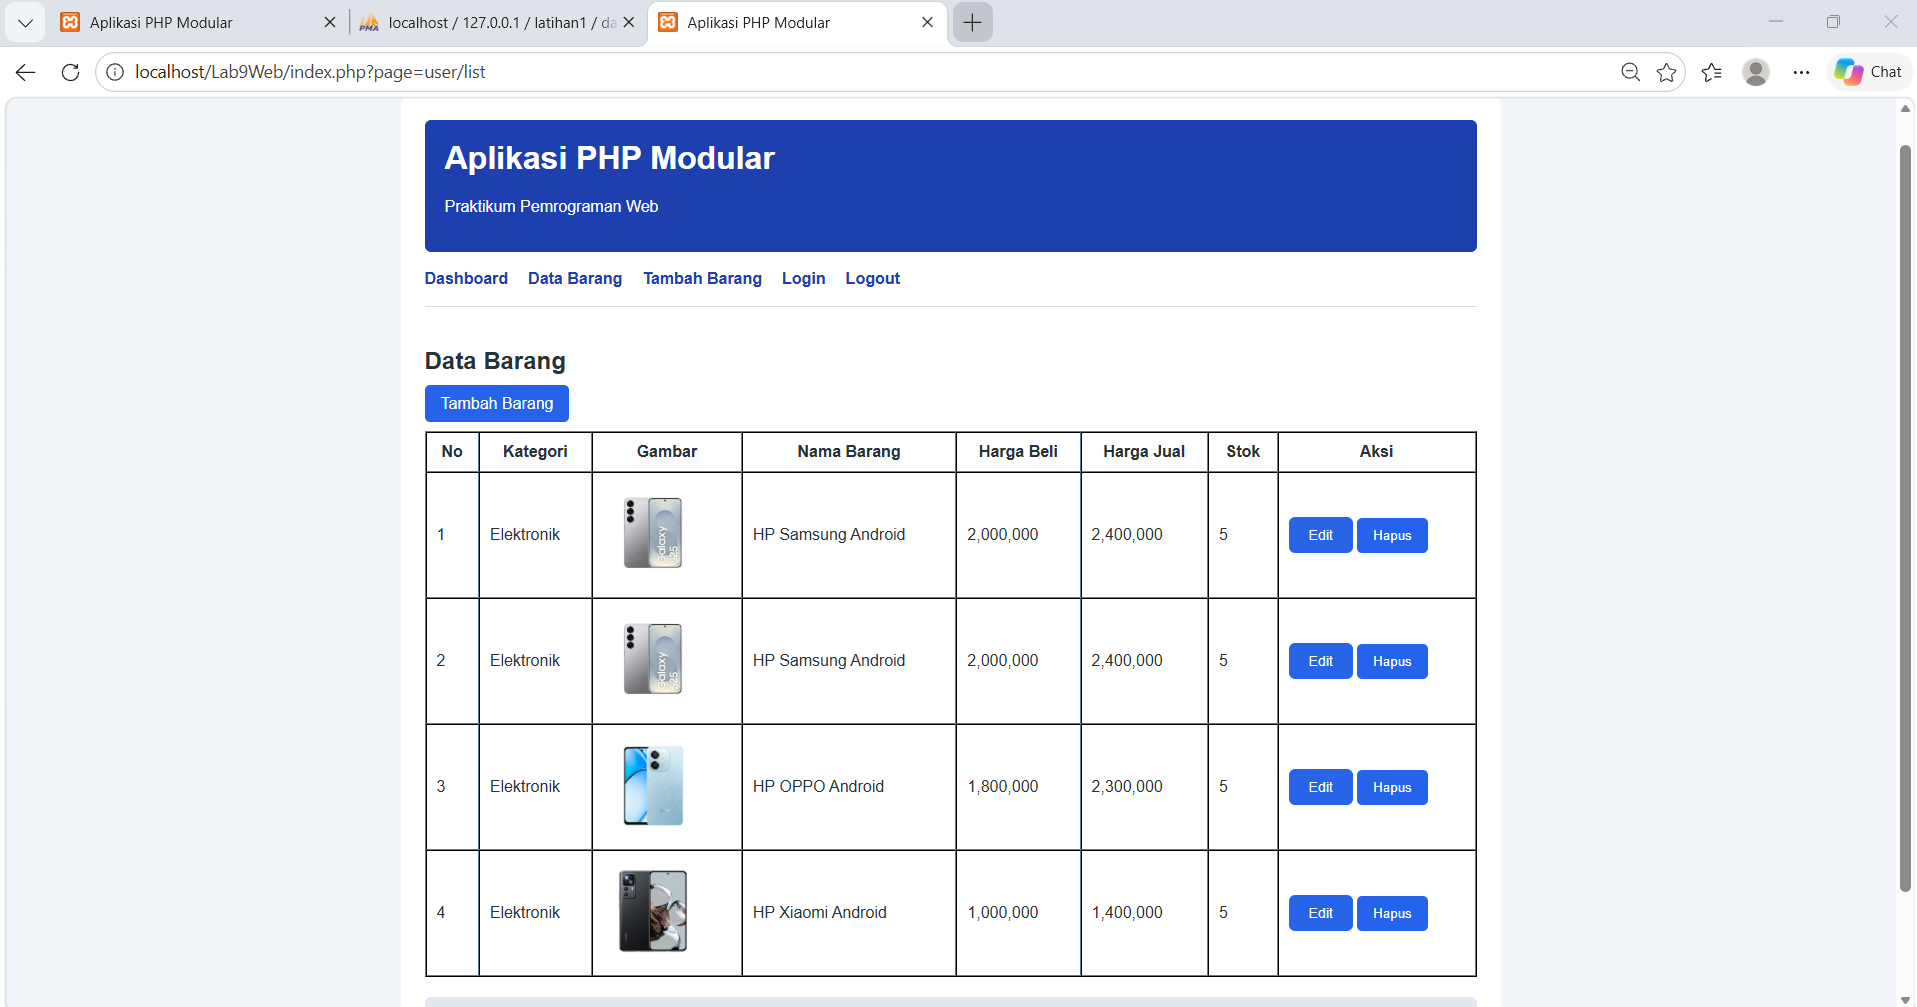 Aplikasi PHP Modular
localhost / 127.0.0.1 / latihan1 / da
Aplikasi PHP Modular
localhost/Lab9Web/index.php?page=user/list
Chat
Aplikasi PHP Modular
Praktikum Pemrograman Web
Dashboard Data Barang Tambah Barang Login Logout
Data Barang
Tambah Barang
No Kategori Gambar Nama Barang Harga Beli Harga Jual Stok Aksi
1 Elektronik Galaxy S25 HP Samsung Android 2,000,000 2,400,000 5 Edit Hapus
2 Elektronik Galaxy S25 HP Samsung Android 2,000,000 2,400,000 5 Edit Hapus
3 Elektronik HP OPPO Android 1,800,000 2,300,000 5 Edit Hapus
4 Elektronik HP Xiaomi Android 1,000,000 1,400,000 5 Edit Hapus